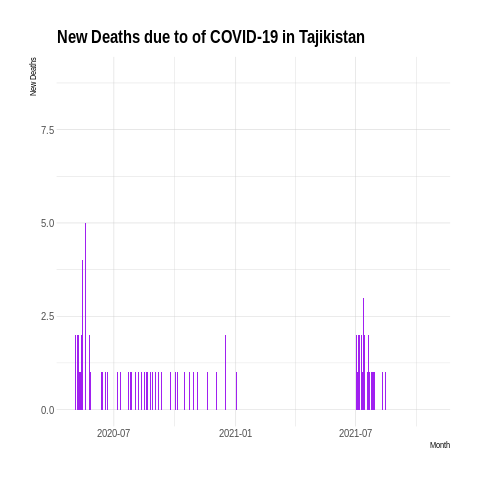 New Deaths due to of COVID-19 in Tajikistan
New Deaths
7.5
5.0
2.5
0.0
2020-07
2021-01
2021-07
Month